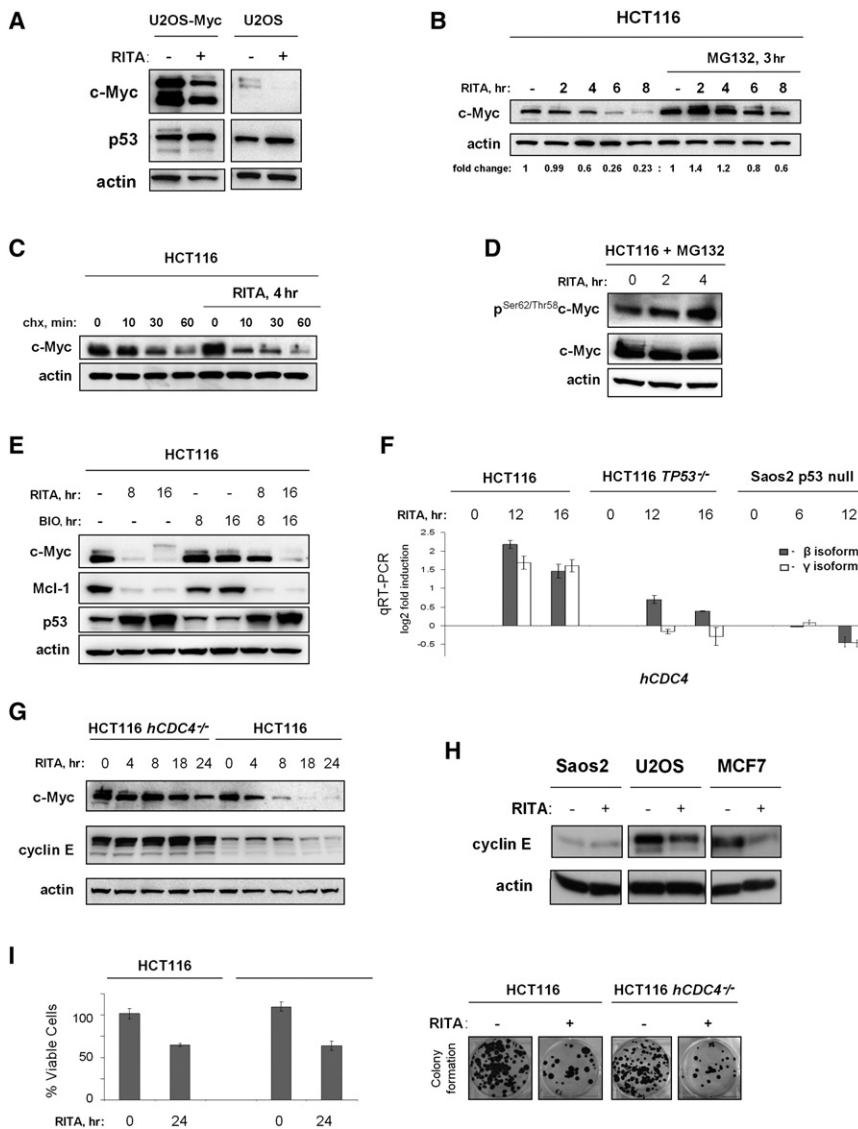 A
U2OS-Myc U2OS
RITA: - + - +
c-Myc
p53
actin
B
HCT116
MG132, 3hr
RITA, hr: - 2 4 6 8 - 2 4 6 8
c-Myc
actin
fold change: 1 0.99 0.6 0.26 0.23 : 1 1.4 1.2 0.8 0.6
C
HCT116
RITA, 4hr
chx, min: 0 10 30 60 0 10 30 60
c-Myc
actin
D
HCT116 + MG132
RITA, hr: 0 2 4
pSer62/Thr58c-Myc
c-Myc
actin
E
HCT116
RITA, hr: - 8 16 - - 8 16
BIO, hr: - - - 8 16 8 16
c-Myc
Mcl-1
p53
actin
F
HCT116 HCT116 TP53-/- Saos2 p53 null
RITA, hr: 0 12 16 0 12 16 0 6 12
qRT-PCR
log2 fold induction
2.5
2
1.5
1
0.5
0
-0.5
- β isoform
- γ isoform
hCDC4
G
HCT116 hCDC4-/- HCT116
RITA, hr: 0 4 8 18 24 0 4 8 18 24
c-Myc
cyclin E
actin
H
Saos2 U2OS MCF7
RITA: - + - + - +
cyclin E
actin
I
HCT116
% Viable Cells
100
50
0
RITA, hr: 0 24 0 24
HCT116 HCT116 hCDC4-/-
RITA: - + - +
Colony
formation